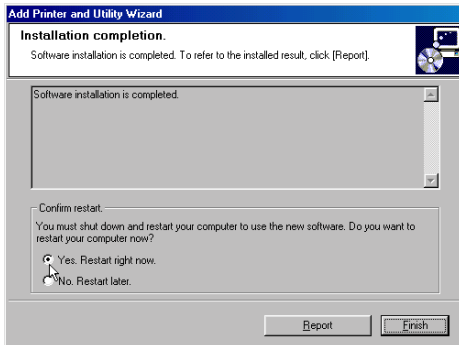 Add Printer and Utility Wizard
Installation completion.
Software installation is completed. To refer to the installed result, click [Report].
Software installation is completed.
Confirm restart.
You must shut down and restart your computer to use the new software. Do you want to
restart your computer now?
Yes. Restart right now.
No. Restart later.
Report
Finish